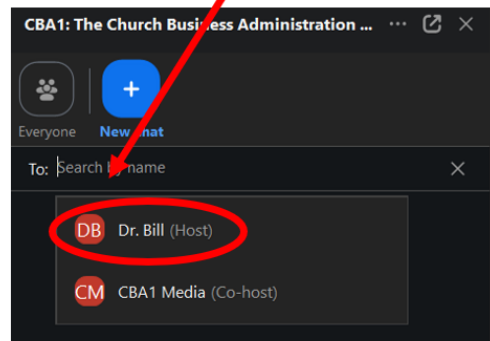 CBA1: The Church Business Administration ...
Everyone New chat
To: Search by name
DB Dr. Bill (Host)
CM CBA1 Media (Co-host)